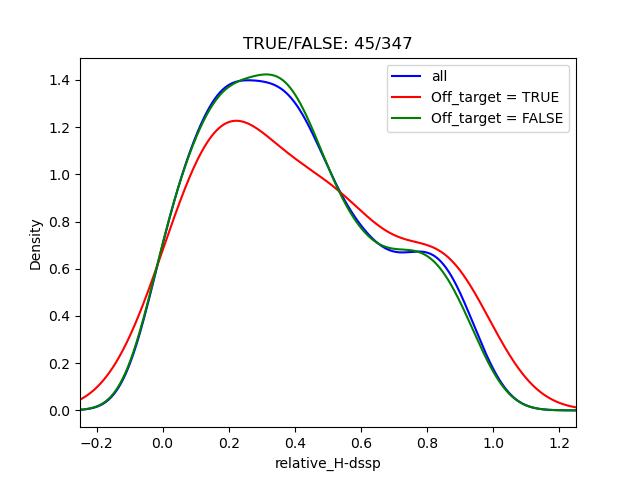 TRUE/FALSE: 45/347
all
Off_target = TRUE
Off_target = FALSE
Density
1.4
1.2
1.0
0.8
0.6
0.4
0.2
0.0
−0.2 0.0 0.2 0.4 0.6 0.8 1.0 1.2
relative_H-dssp